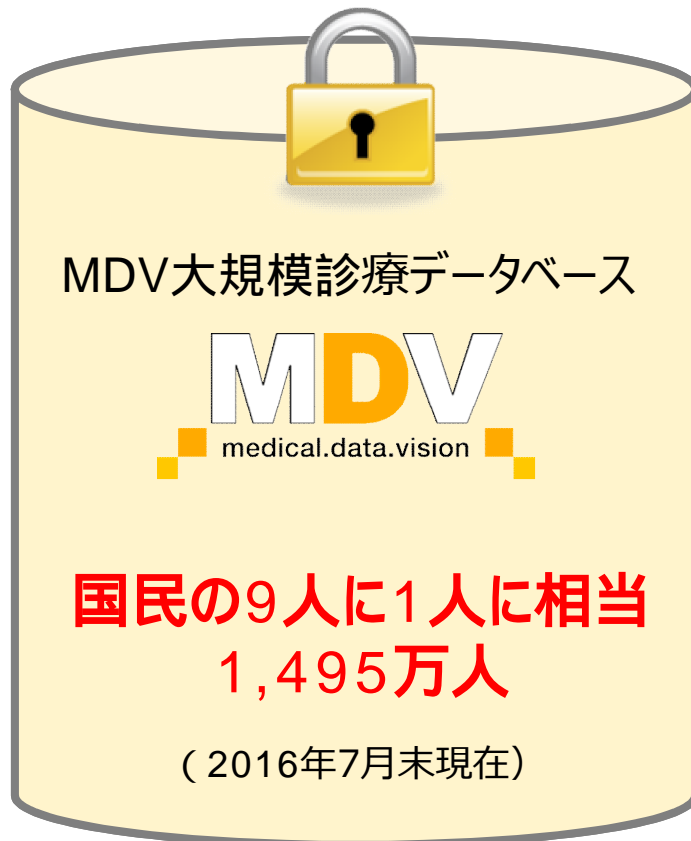 MDV大規模診療データベース
MDV
medical.data.vision
国民の9人に1人に相当
1,495万人
(2016年7月末現在)